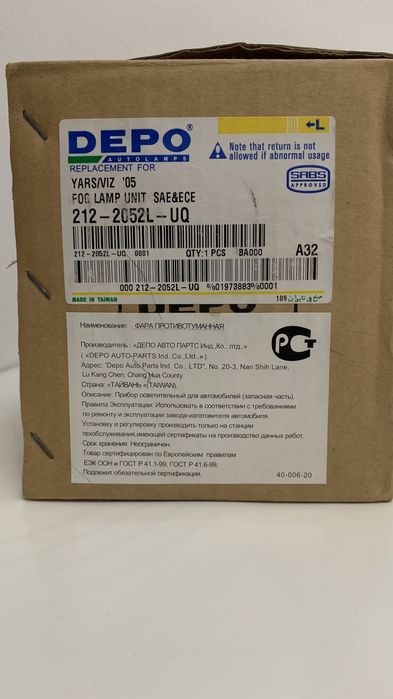 ←L
DEPO®
AUTOLAMPS
REPLACEMENT FOR
Note that return is not
allowed if abnormal usage
SABS
APPROVED
YARS/VIZ '05
FOG LAMP UNIT SAE&ECE
212-2052L-UQ
212-2052L-UQ 0001 QTY:1 PCS BA000 A32
000 212-2052L-UQ %01973883%0001
MADE IN TAIWAN
109
DEPO
Наименование: ФАРА ПРОТИВОТУМАННАЯ
Производитель: «ДЕПО АВТО ПАРТС Инд.,Ко., лтд.,»
( «DEPO AUTO PARTS Ind.,Co.,Ltd.,»)
Адрес: "Depo Auto Parts Ind. Co., LTD", No. 20-3, Nan Shih Lane,
Lu Kang Chen, Chang Hua County
Страна: «ТАЙВАНЬ «(TAIWAN).
Описание: Прибор осветительный для автомобилей (запасная часть).
Правила Эксплуатации: Использовать в соответствии с требованиями
по ремонту и эксплуатации завода-изготовителя автомобиля.
Установку и регулировку производить только на станции
техобслуживания,имеющей сертификаты на производство данных работ.
Срок хранения: Неограничен.
Товар сертифицирован по Европейским правилам
ЕЭК ООН и ГОСТ Р 41.1-99, ГОСТ Р 41.6-99,
Подлежит обязательной сертификации.
40-006-20